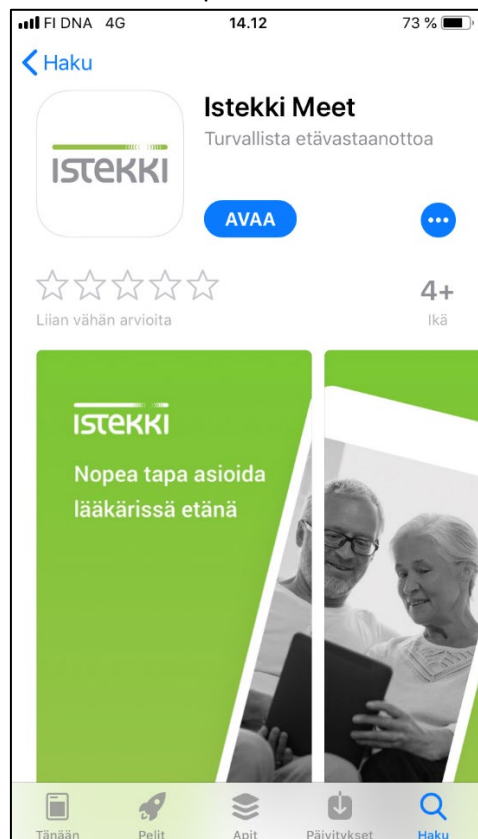 FI DNA 4G 14.12 73 %
Haku
Istekki Meet
Turvallista etävastaanottoa
ISTEKKI
AVAA
4+
Liian vähän arvioita
Ikä
ISTEKKI
Nopea tapa asioida
lääkärissä etänä
Tänään Pelit Apit Päivitykset Haku